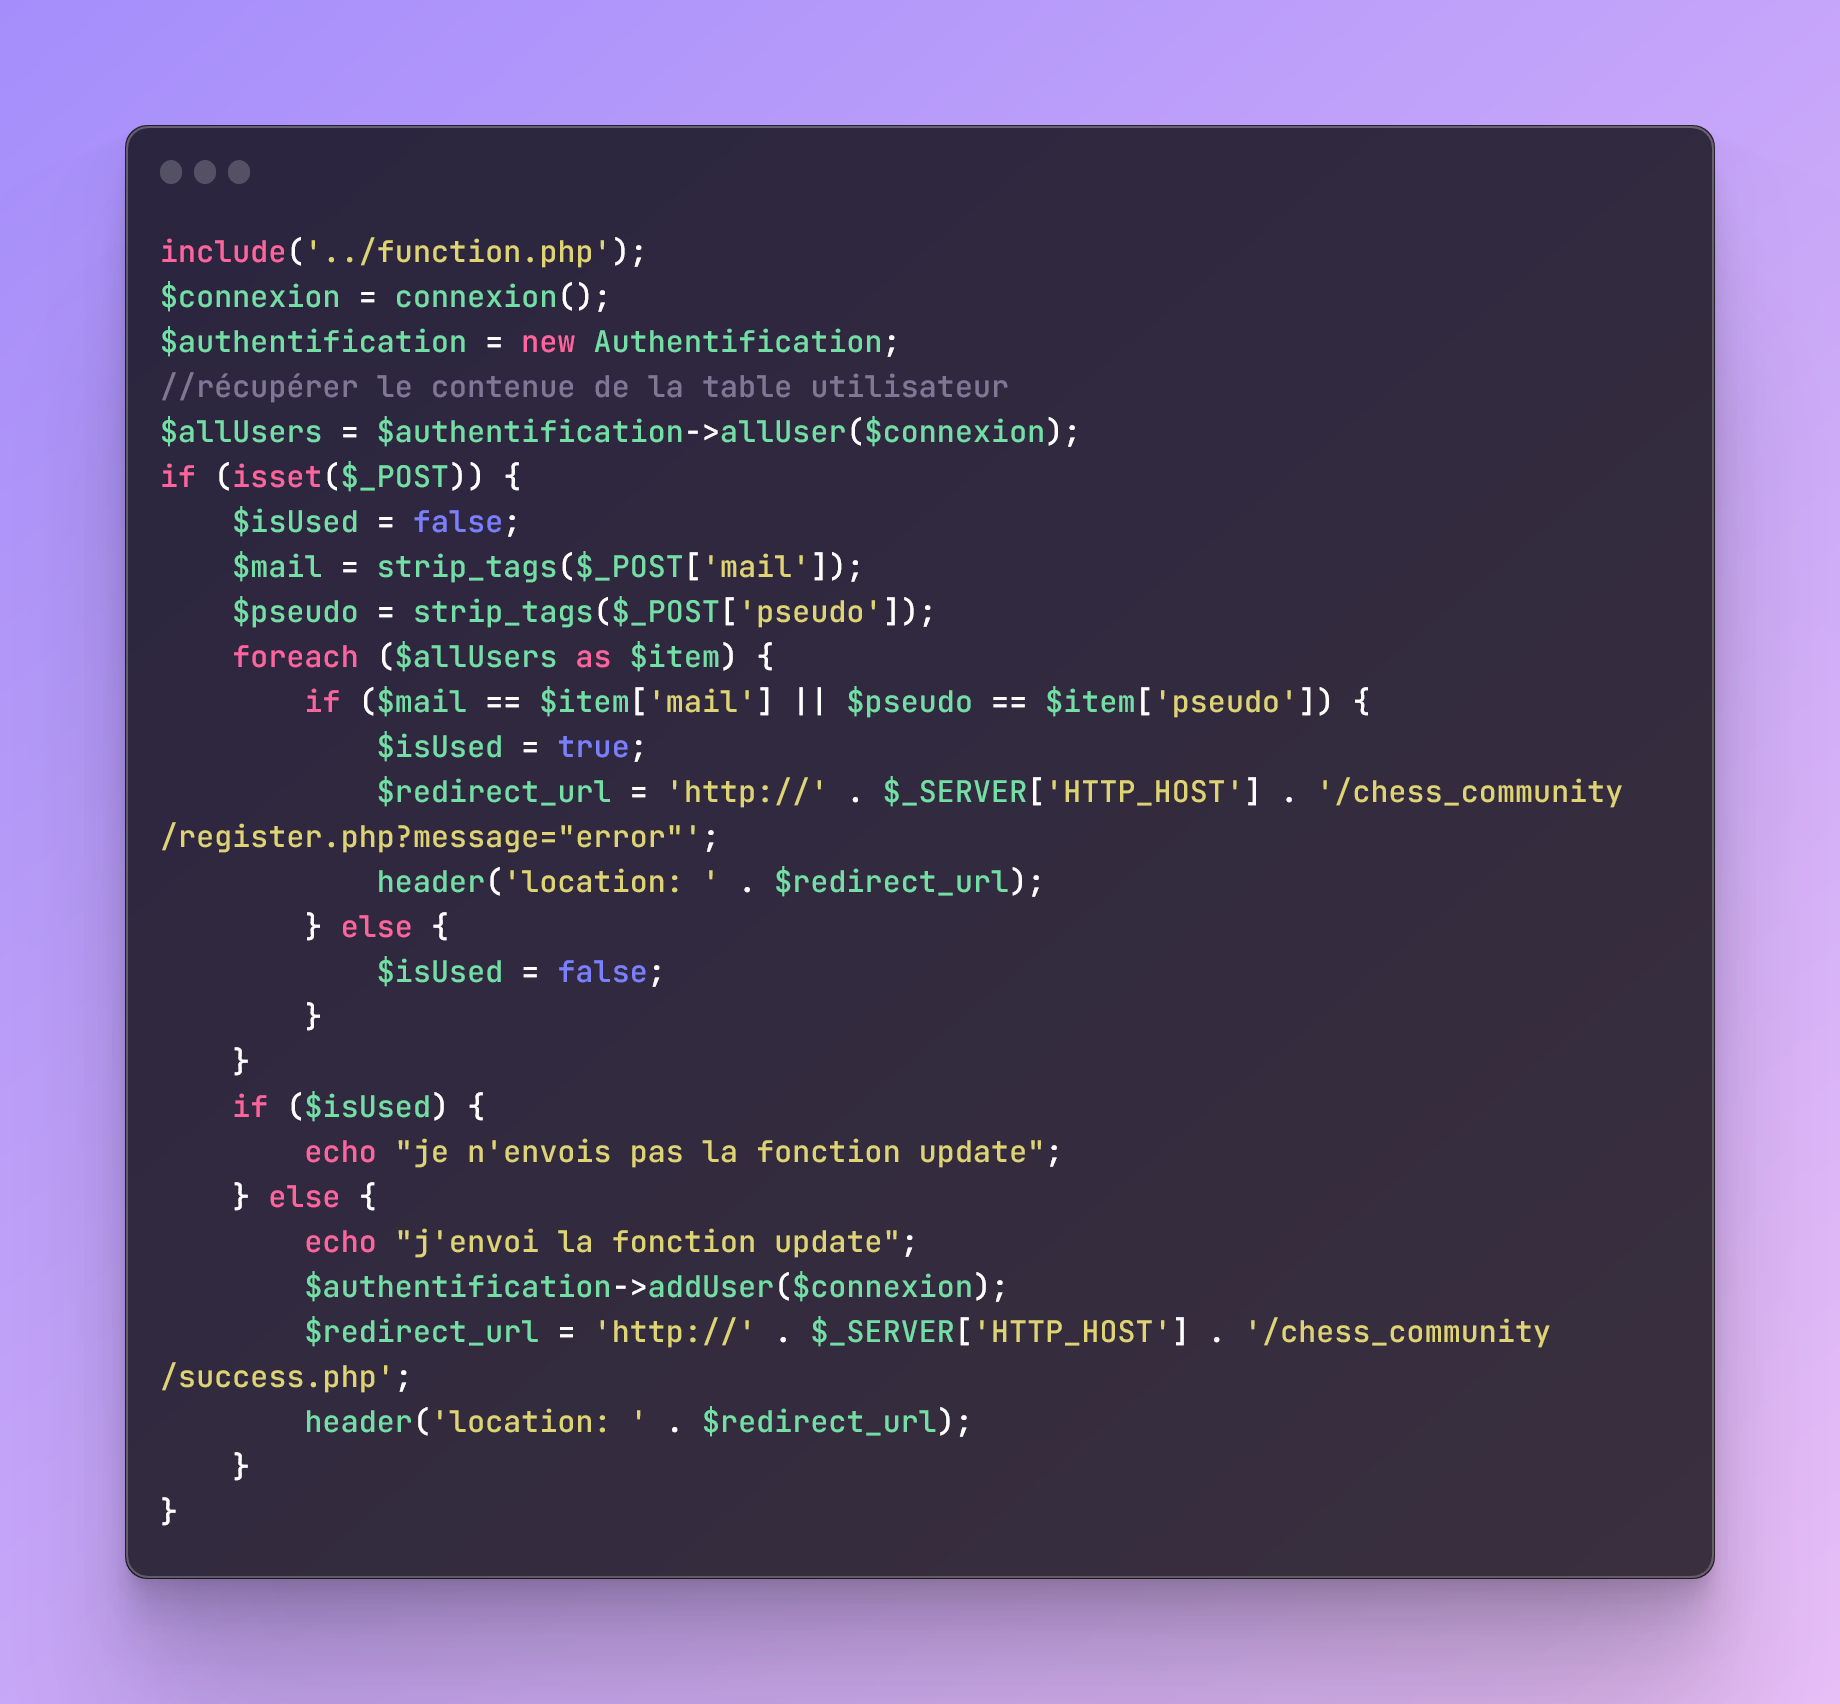 include('../function.php');
$connexion = connexion();
$authentification = new Authentification;
//récupérer le contenue de la table utilisateur
$allUsers = $authentification->allUser($connexion);
if (isset($_POST)) {
    $isUsed = false;
    $mail = strip_tags($_POST['mail']);
    $pseudo = strip_tags($_POST['pseudo']);
    foreach ($allUsers as $item) {
        if ($mail == $item['mail'] || $pseudo == $item['pseudo']) {
            $isUsed = true;
            $redirect_url = 'http://' . $_SERVER['HTTP_HOST'] . '/chess_community
/register.php?message="error"';
            header('location: ' . $redirect_url);
        } else {
            $isUsed = false;
        }
    }
    if ($isUsed) {
        echo "je n'envois pas la fonction update";
    } else {
        echo "j'envoi la fonction update";
        $authentification->addUser($connexion);
        $redirect_url = 'http://' . $_SERVER['HTTP_HOST'] . '/chess_community
/success.php';
        header('location: ' . $redirect_url);
    }
}